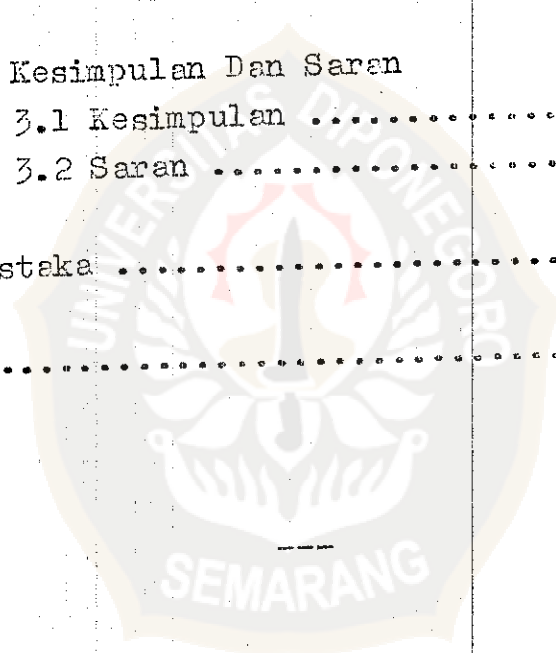 Kesimpulan Dan Saran
3.1 Kesimpulan ............
3.2 Saran .................
staka .......................
...............................
UNIVERSITAS DIPONEGORO
SEMARANG